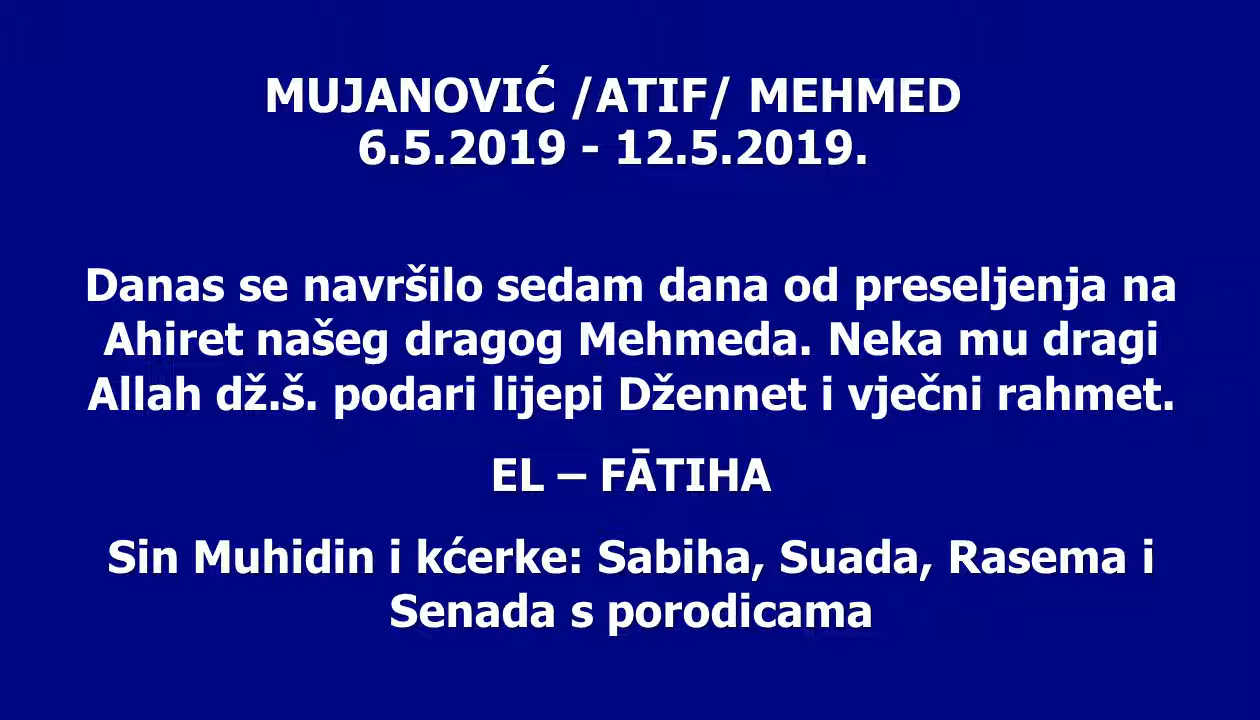 MUJANOVIĆ /ATIF/ MEHMED
6.5.2019 - 12.5.2019.
Danas se navršilo sedam dana od preseljenja na
Ahiret našeg dragog Mehmeda. Neka mu dragi
Allah dž.š. podari lijepi Džennet i vječni rahmet.
EL – FĀTIHA
Sin Muhidin i kćerke: Sabiha, Suada, Rasema i
Senada s porodicama